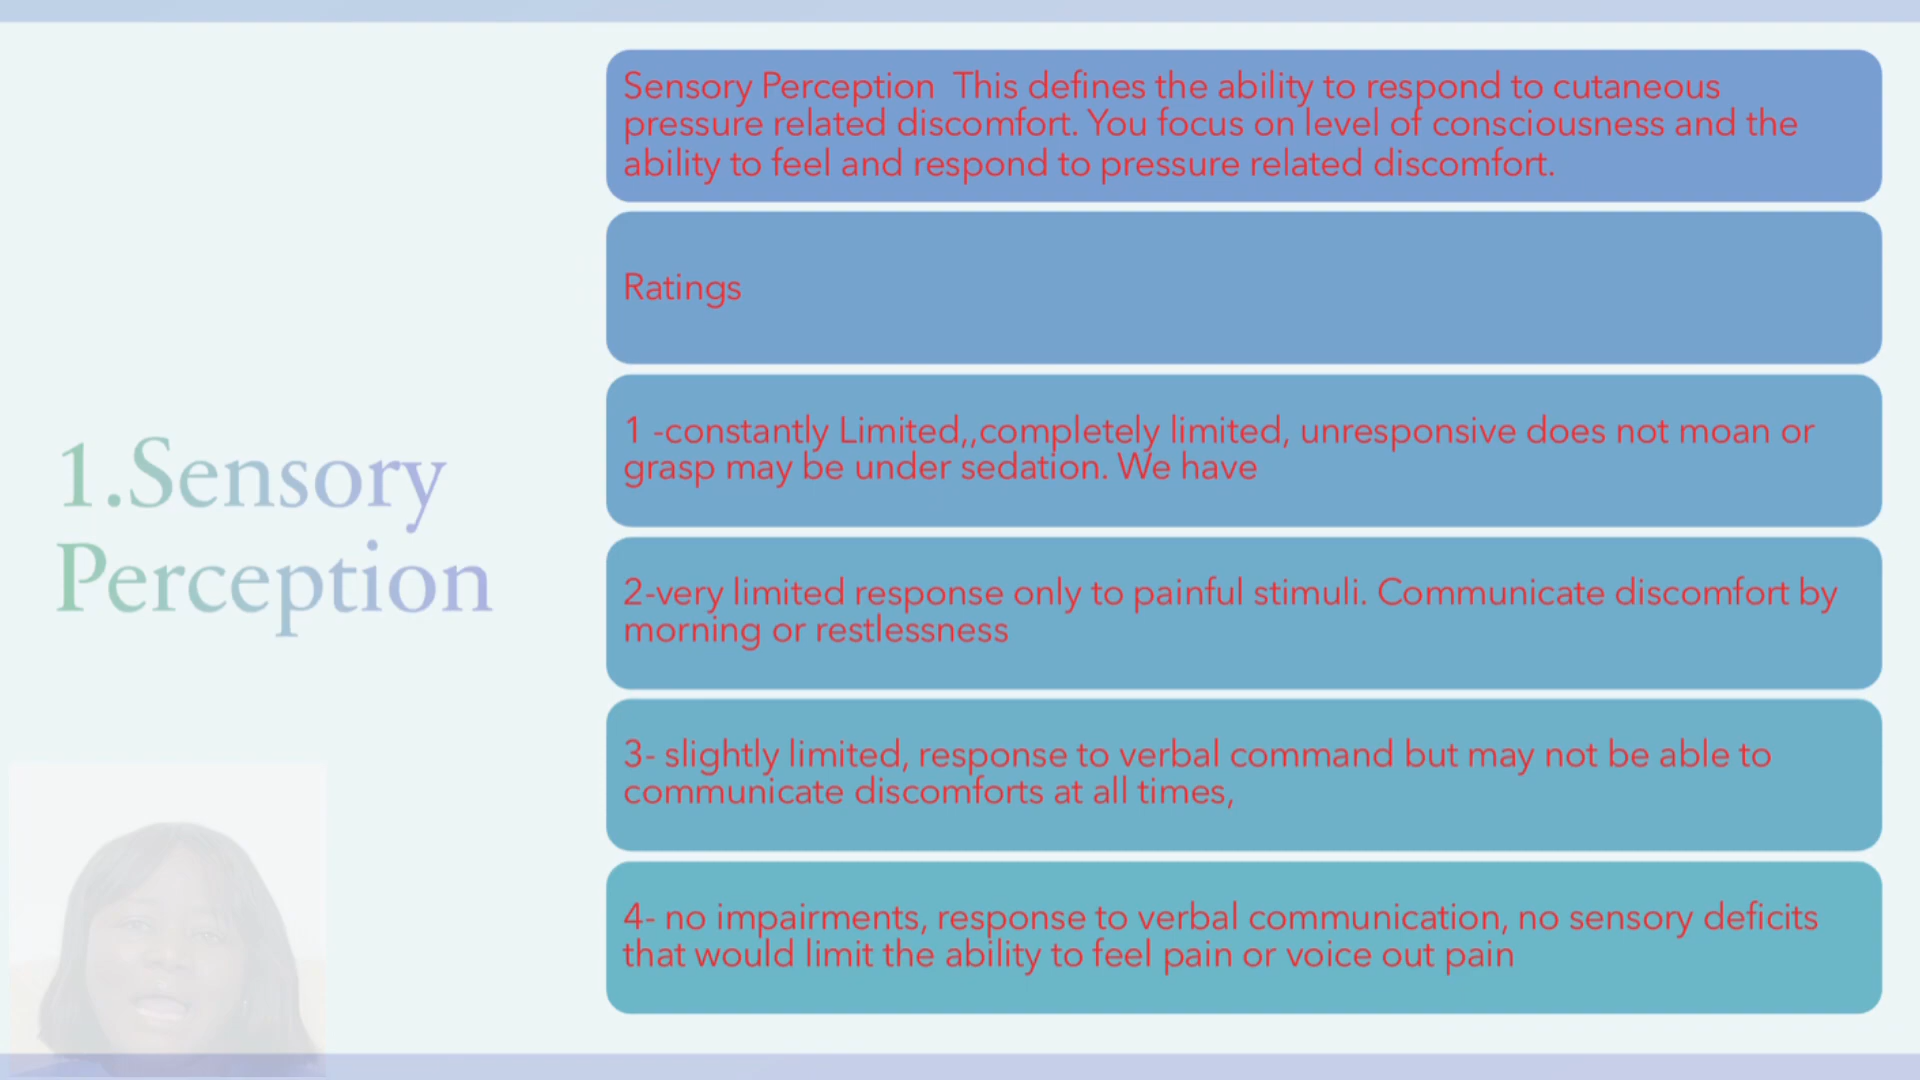 1.Sensory
Perception
Sensory Perception  This defines the ability to respond to cutaneous
pressure related discomfort. You focus on level of consciousness and the
ability to feel and respond to pressure related discomfort.
Ratings
1 -constantly Limited,,completely limited, unresponsive does not moan or
grasp may be under sedation. We have
2-very limited response only to painful stimuli. Communicate discomfort by
morning or restlessness
3- slightly limited, response to verbal command but may not be able to
communicate discomforts at all times,
4- no impairments, response to verbal communication, no sensory deficits
that would limit the ability to feel pain or voice out pain